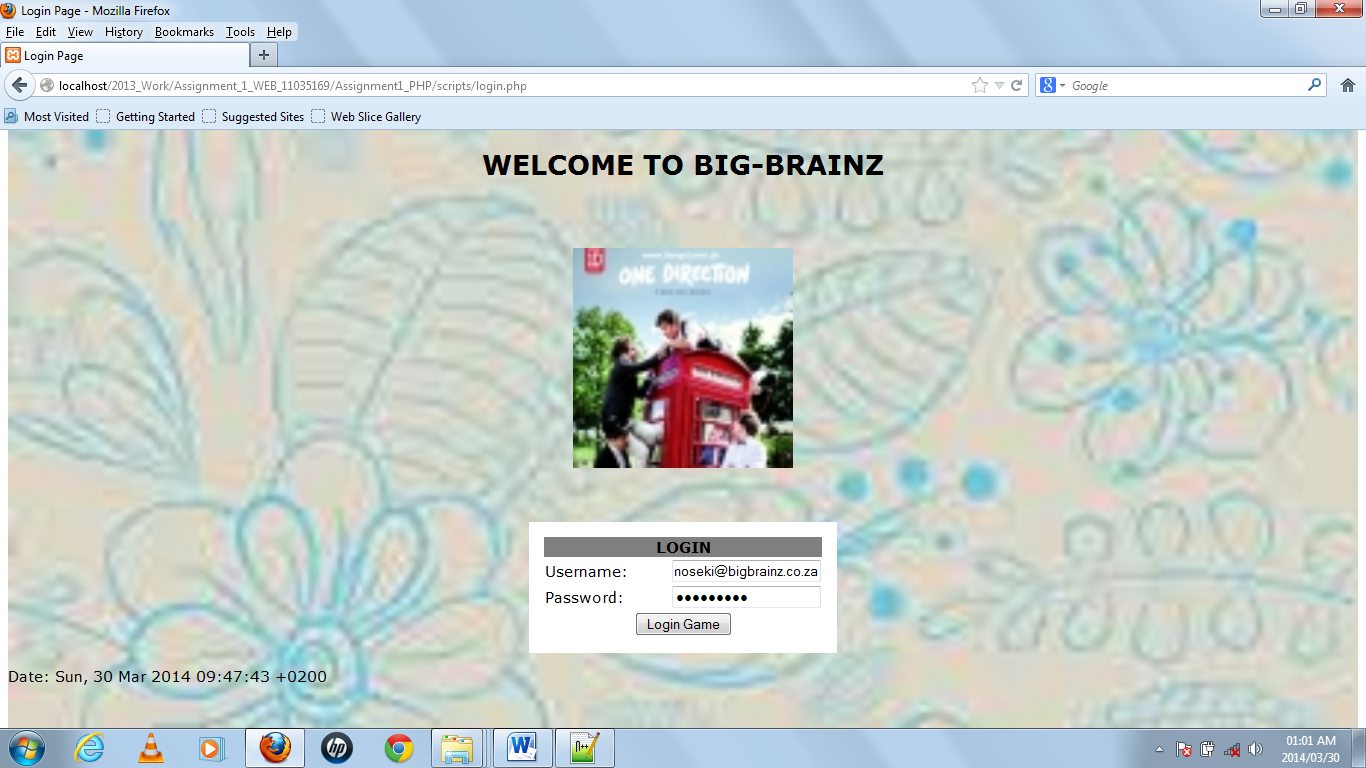 Login Page - Mozilla Firefox
File Edit View History Bookmarks Tools Help
Login Page
localhost/2013_Work/Assignment_1_WEB_11035169/Assignment1_PHP/scripts/login.php
Google
Most Visited Getting Started Suggested Sites Web Slice Gallery
WELCOME TO BIG-BRAINZ
1D
ONE DIRECTION
LOGIN
Username: noseki@bigbrainz.co.za
Password: •••••••••
Login Game
Date: Sun, 30 Mar 2014 09:47:43 +0200
01:01 AM
2014/03/30